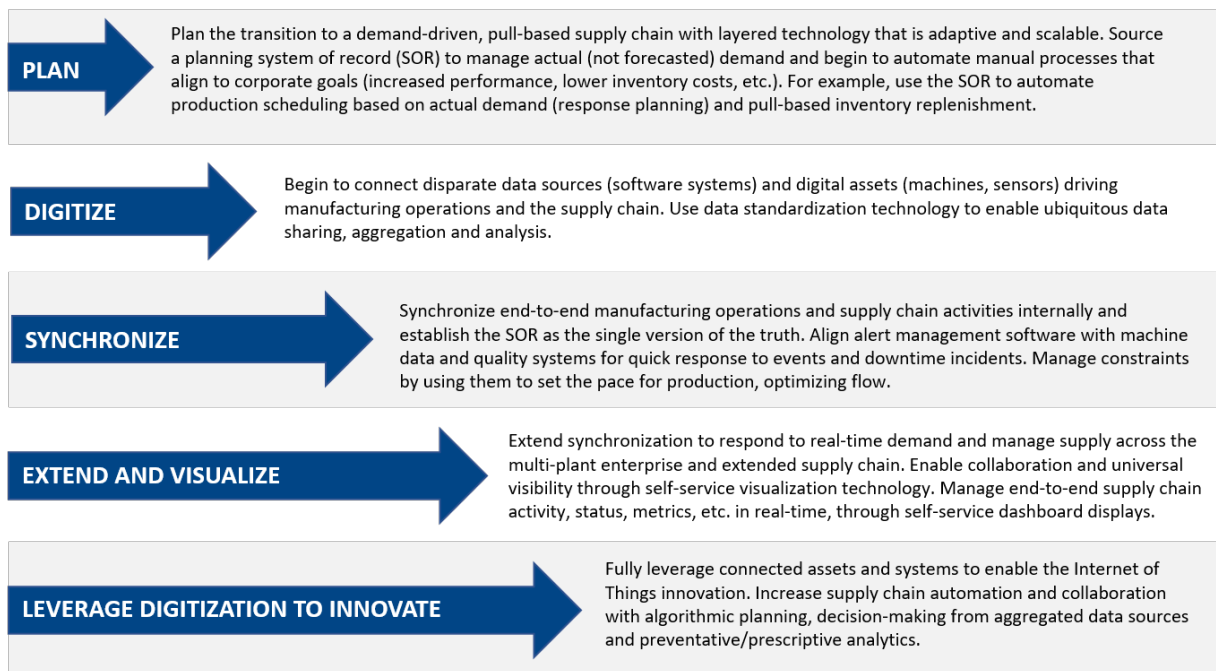 PLAN
Plan the transition to a demand-driven, pull-based supply chain with layered technology that is adaptive and scalable. Source
a planning system of record (SOR) to manage actual (not forecasted) demand and begin to automate manual processes that
align to corporate goals (increased performance, lower inventory costs, etc.). For example, use the SOR to automate
production scheduling based on actual demand (response planning) and pull-based inventory replenishment.
DIGITIZE
Begin to connect disparate data sources (software systems) and digital assets (machines, sensors) driving
manufacturing operations and the supply chain. Use data standardization technology to enable ubiquitous data
sharing, aggregation and analysis.
SYNCHRONIZE
Synchronize end-to-end manufacturing operations and supply chain activities internally and
establish the SOR as the single version of the truth. Align alert management software with machine
data and quality systems for quick response to events and downtime incidents. Manage constraints
by using them to set the pace for production, optimizing flow.
EXTEND AND VISUALIZE
Extend synchronization to respond to real-time demand and manage supply across the
multi-plant enterprise and extended supply chain. Enable collaboration and universal
visibility through self-service visualization technology. Manage end-to-end supply chain
activity, status, metrics, etc. in real-time, through self-service dashboard displays.
LEVERAGE DIGITIZATION TO INNOVATE
Fully leverage connected assets and systems to enable the Internet of
Things innovation. Increase supply chain automation and collaboration
with algorithmic planning, decision-making from aggregated data sources
and preventative/prescriptive analytics.